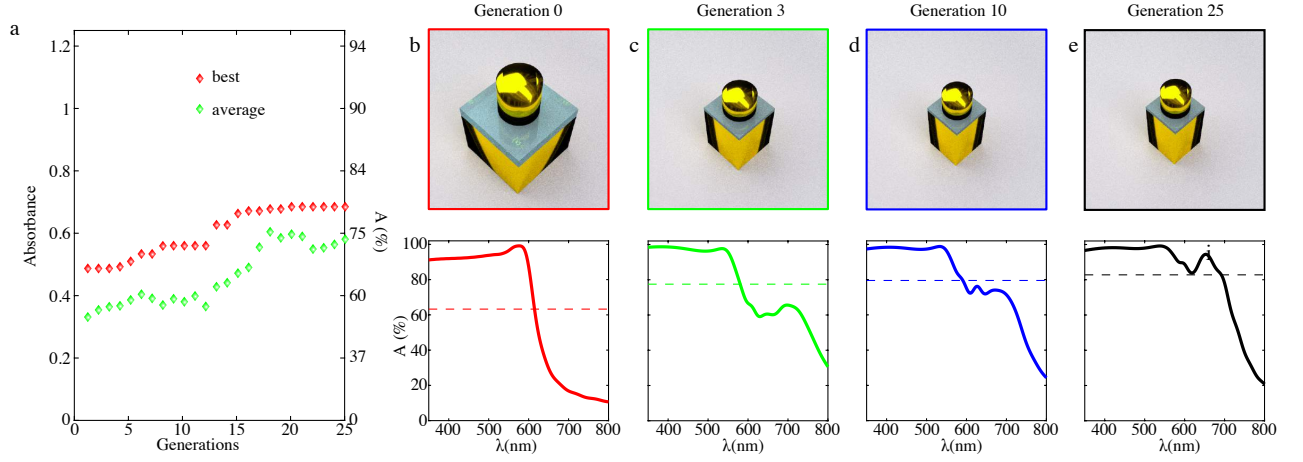 Generation 0
Generation 3
Generation 10
Generation 25
a
b
c
d
e
1.2
1
0.8
0.6
0.4
0.2
0
Absorbance
best
average
94
90
84
75
60
37
0
A (%)
0
5
10
15
20
25
Generations
100
80
60
40
20
0
A (%)
400
500
600
700
800
λ(nm)
400
500
600
700
800
λ(nm)
400
500
600
700
800
λ(nm)
i
400
500
600
700
800
λ(nm)